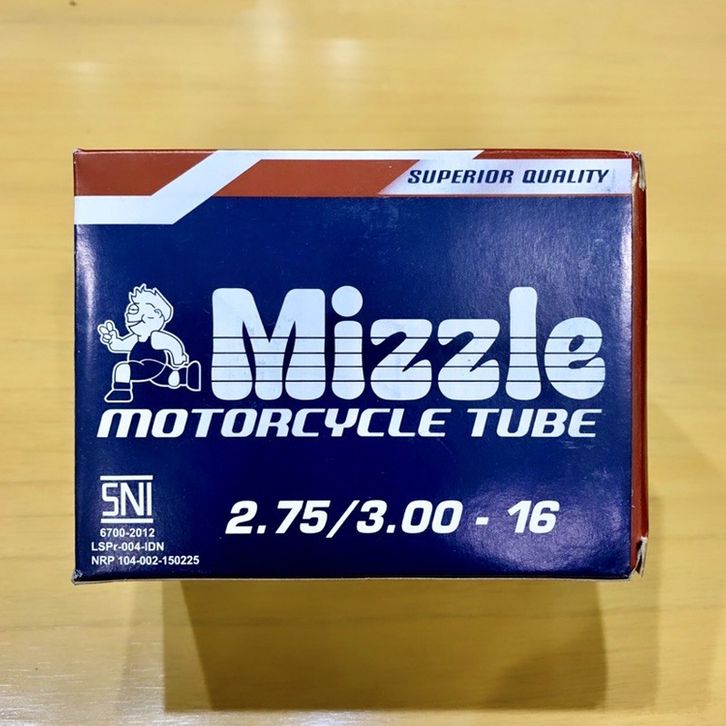 SUPERIOR QUALITY
Mizzle
MOTORCYCLE TUBE
SNI
6700-2012
LSPr-004-IDN
NRP 104-002-150225
2.75/3.00 - 16